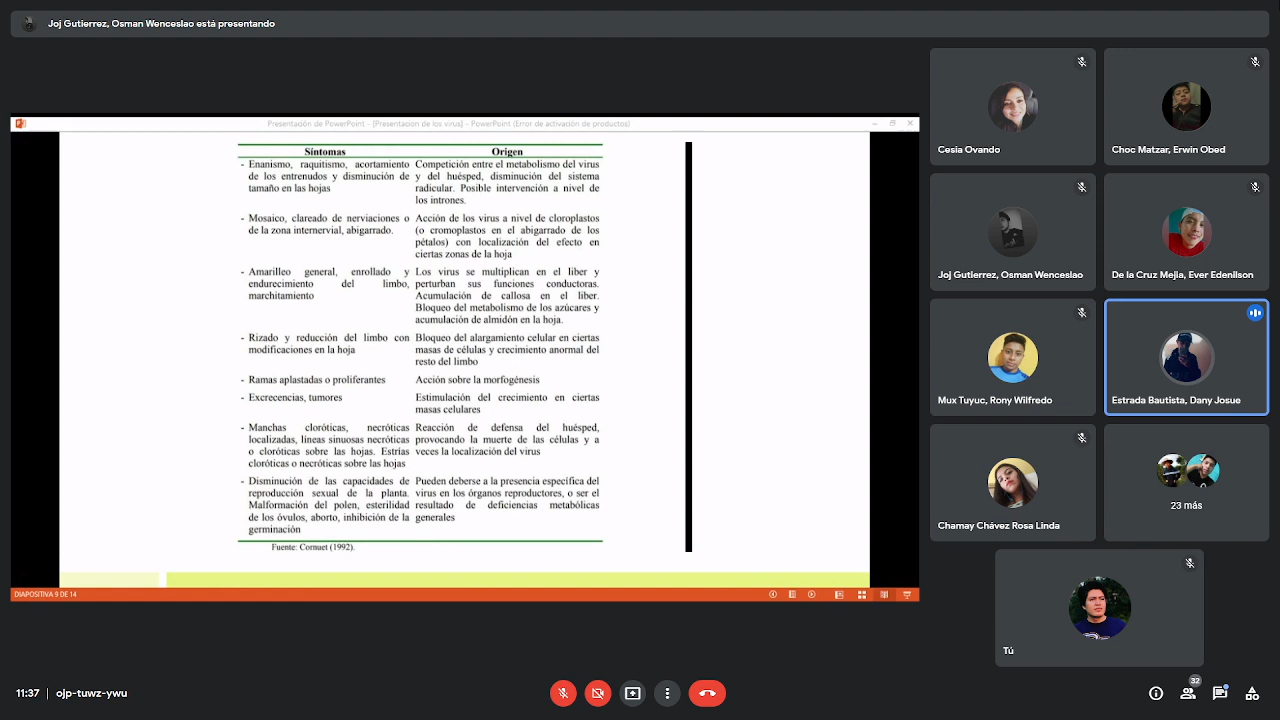 Joj Gutierrez, Osman Wenceslao está presentando
Presentación de PowerPoint - [Presentacion de los virus] - PowerPoint (Error de activación de productos)
Síntomas
Origen
- Enanismo, raquitismo, acortamiento
de los entrenudos y disminución de
tamaño en las hojas
Competición entre el metabolismo del virus
y del huésped, disminución del sistema
radicular. Posible intervención a nivel de
los intrones.
- Mosaico, clareado de nerviaciones o
de la zona internervial, abigarrado.
Acción de los virus a nivel de cloroplastos
(o cromoplastos en el abigarrado de los
pétalos) con localización del efecto en
ciertas zonas de la hoja
- Amarilleo general, enrollado y
endurecimiento del limbo,
marchitamiento
Los virus se multiplican en el liber y
perturban sus funciones conductoras.
Acumulación de callosa en el liber.
Bloqueo del metabolismo de los azúcares y
acumulación de almidón en la hoja.
- Rizado y reducción del limbo con
modificaciones en la hoja
Bloqueo del alargamiento celular en ciertas
masas de células y crecimiento anormal del
resto del limbo
- Ramas aplastadas o proliferantes
Acción sobre la morfogénesis
- Excrecencias, tumores
Estimulación del crecimiento en ciertas
masas celulares
- Manchas cloróticas, necróticas
localizadas, líneas sinuosas necróticas
o cloróticas sobre las hojas. Estrías
cloróticas o necróticas sobre las hojas
Reacción de defensa del huésped,
provocando la muerte de las células y a
veces la localización del virus
- Disminución de las capacidades de
reproducción sexual de la planta.
Malformación del polen, esterilidad
de los óvulos, aborto, inhibición de la
germinación
Pueden deberse a la presencia específica del
virus en los órganos reproductores, o ser el
resultado de deficiencias metabólicas
generales
Fuente: Cornuet (1992).
DIAPOSITIVA 9 DE 14
Carlos Ovando
Choc Matzar, Erwin Otoni...
Joj Gutierrez, Osman Wenceslao
De la Cruz Mejia, Benilson ...
Mux Tuyuc, Rony Wilfredo
Estrada Bautista, Dany Josue
Chamay Chonay, Rosa Linda
23 más
Tú
11:37
ojp-tuwz-ywu
32